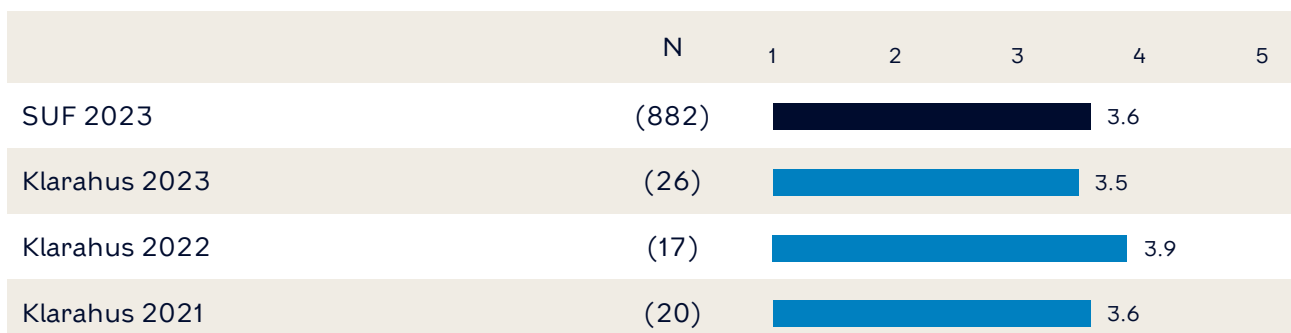 N 1 2 3 4 5
SUF 2023 (882) 3.6
Klarahus 2023 (26) 3.5
Klarahus 2022 (17) 3.9
Klarahus 2021 (20) 3.6